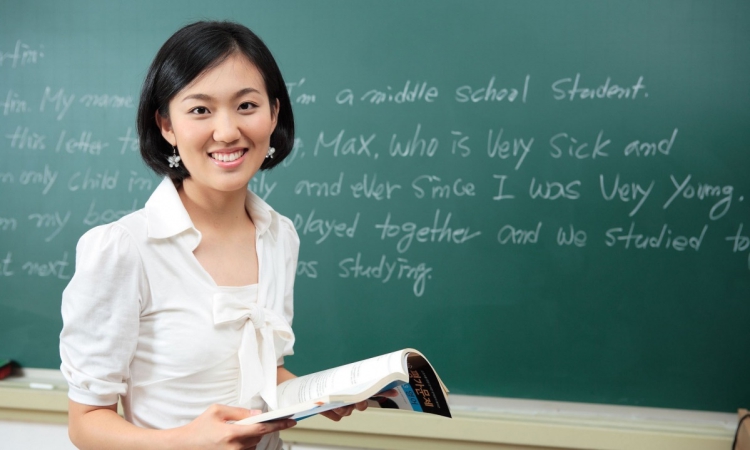 My name I'm a middle school student.
this letter to Max, who is Very Sick and
only child in and ever since I was Very Young,
my played together and we studied
next studying.